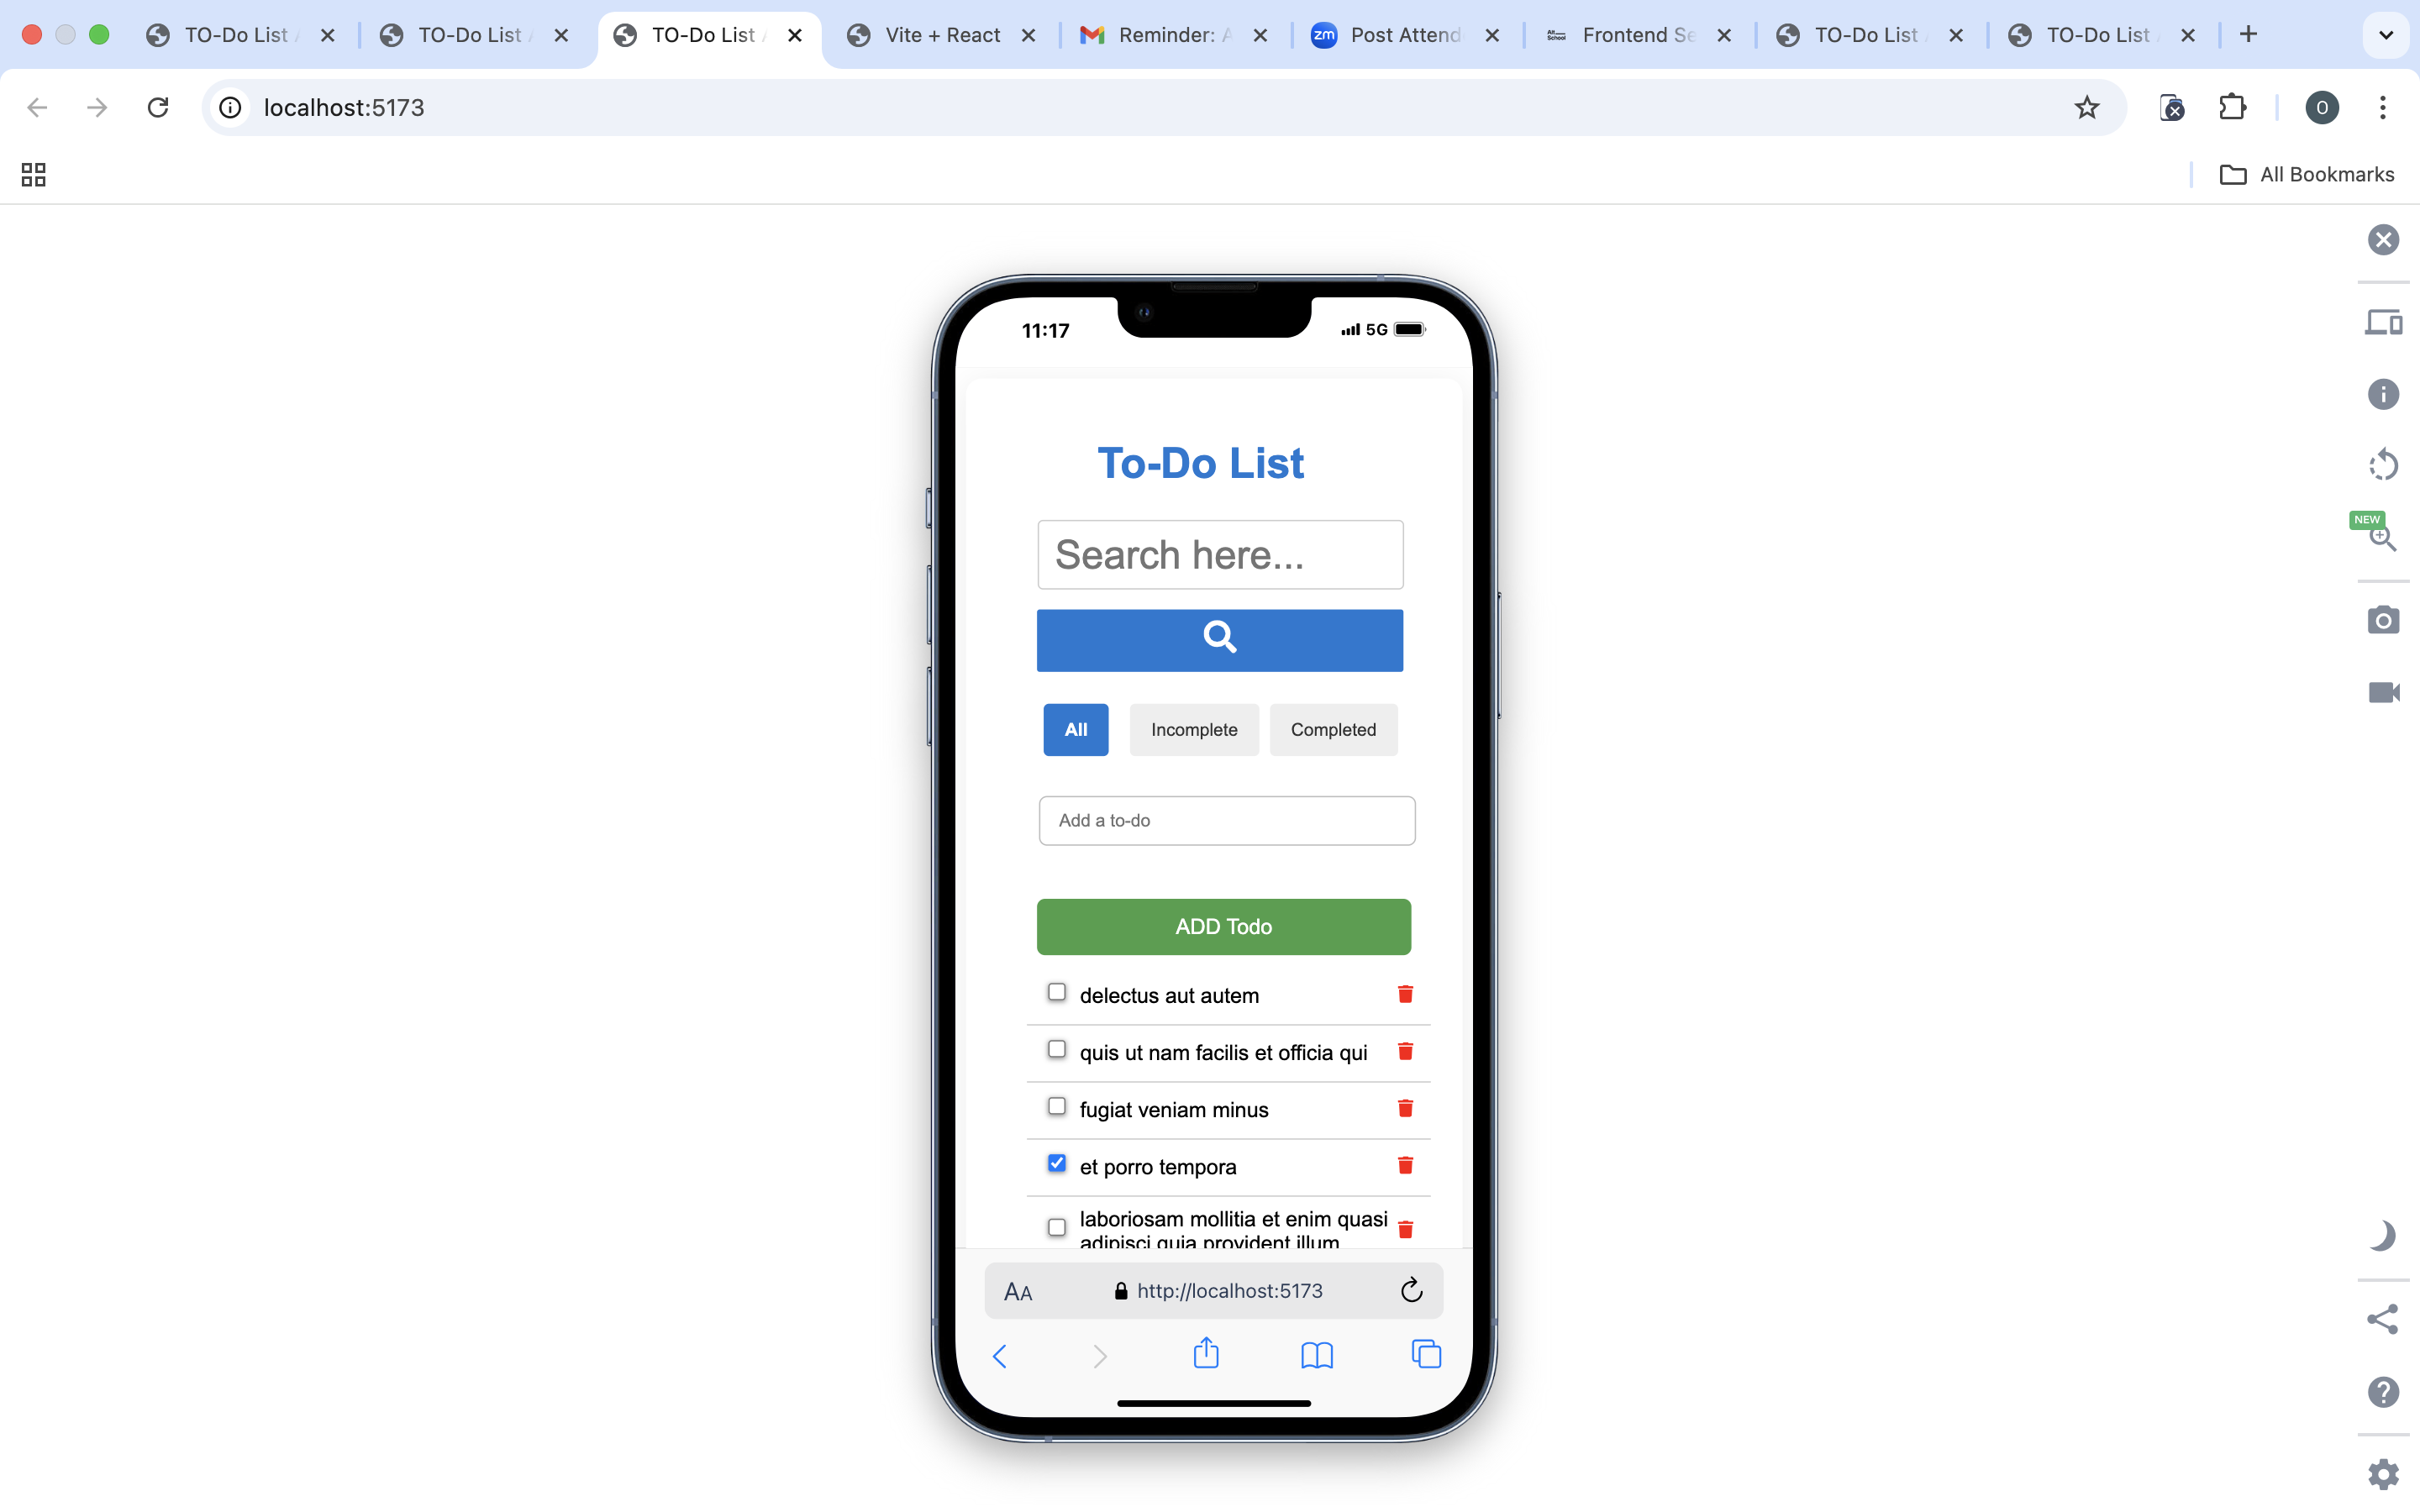 TO-Do List
TO-Do List
TO-Do List
Vite + React
Reminder:
Post Attend
Frontend Se
TO-Do List
TO-Do List
localhost:5173
O
All Bookmarks
11:17
5G
To-Do List
Search here...
All
Incomplete
Completed
Add a to-do
ADD Todo
delectus aut autem
quis ut nam facilis et officia qui
fugiat veniam minus
et porro tempora
laboriosam mollitia et enim quasi
adipisci quia provident illum
AA
http://localhost:5173
NEW